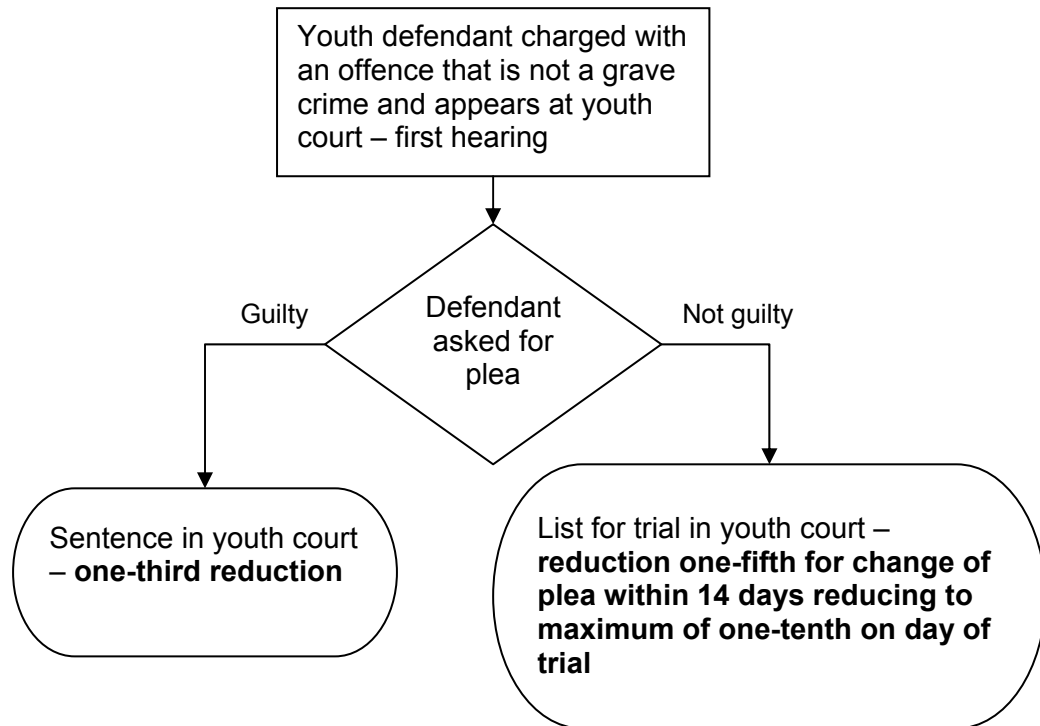 Youth defendant charged with
an offence that is not a grave
crime and appears at youth
court – first hearing
Guilty
Defendant
asked for
plea
Not guilty
Sentence in youth court
– one-third reduction
List for trial in youth court –
reduction one-fifth for change of
plea within 14 days reducing to
maximum of one-tenth on day of
trial